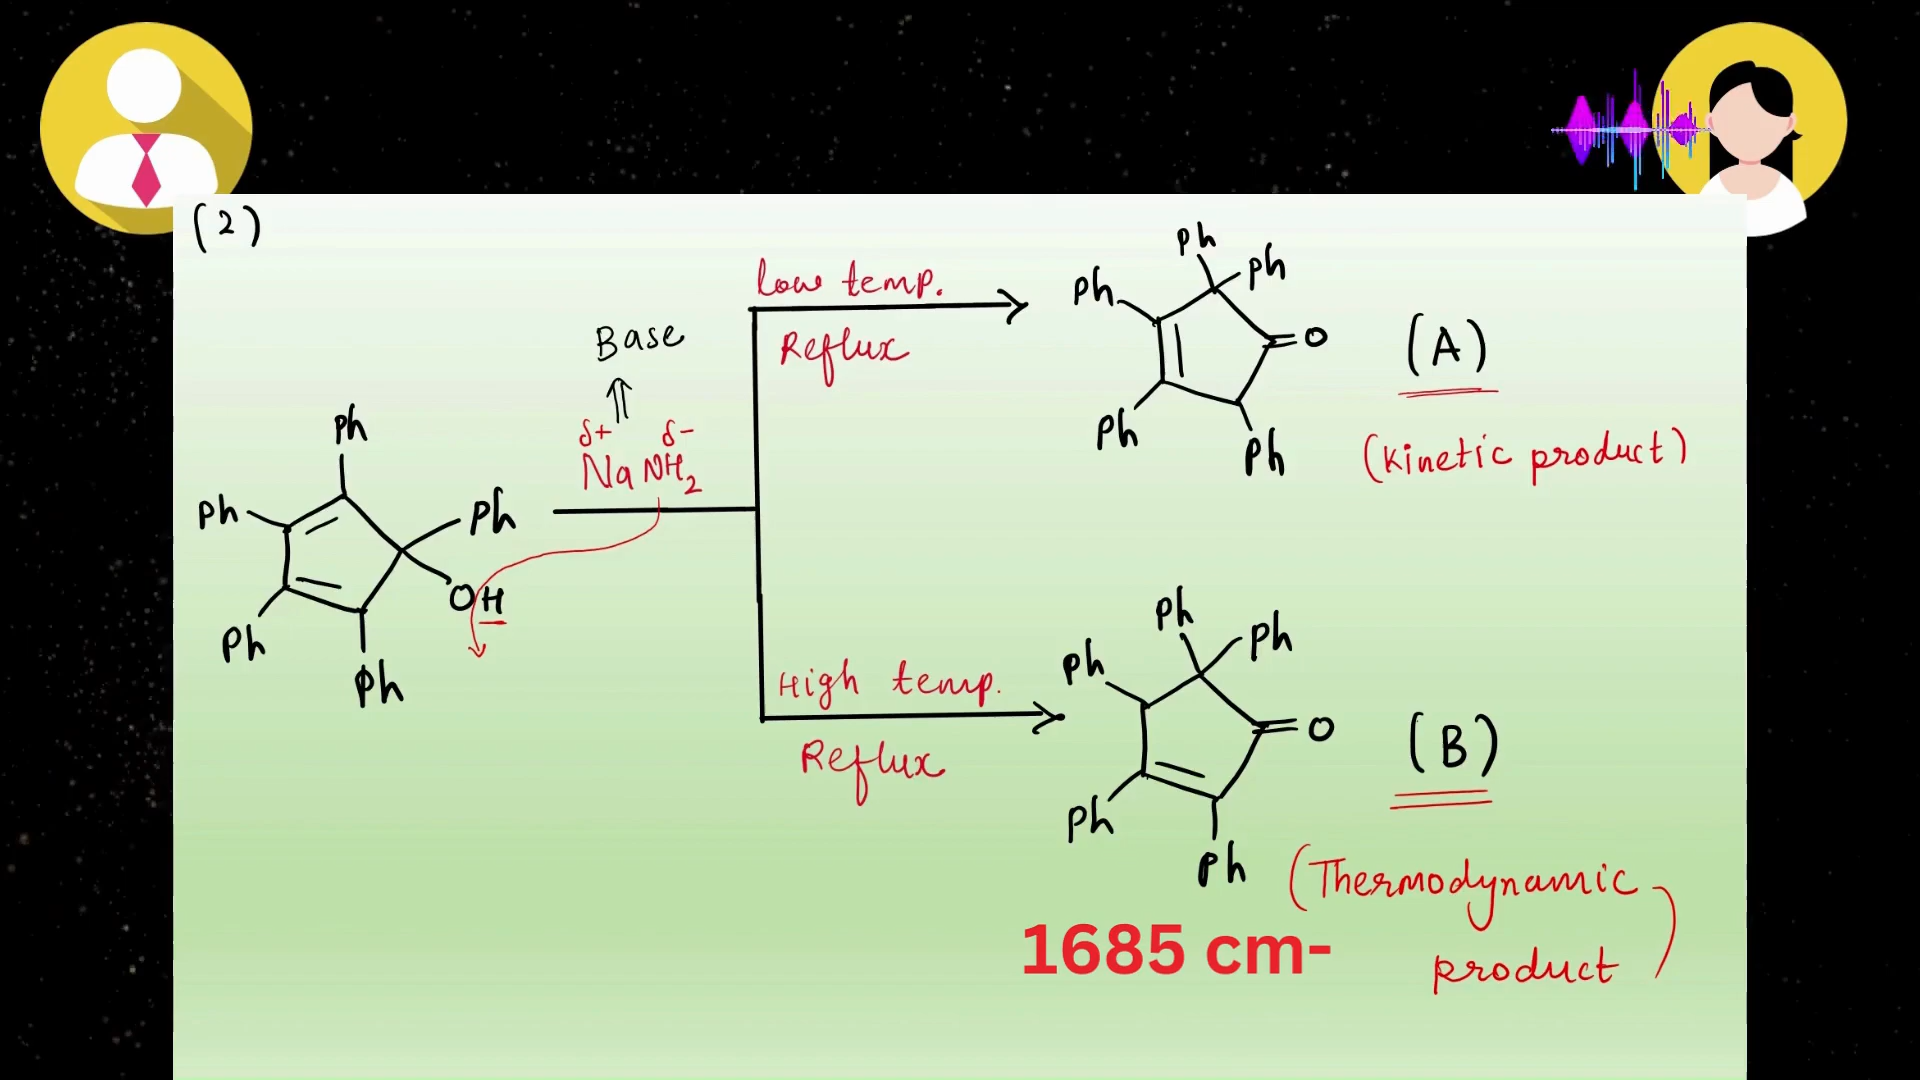 (2)
low temp.
Reflux
Base
δ+ δ-
NaNH2
Ph
Ph
Ph
OH
Ph
Ph
Ph
Ph
Ph
O
Ph
Ph
(A)
(Kinetic product)
High temp.
Reflux
Ph
Ph
Ph
O
Ph
Ph
(B)
(Thermodynamic
product)
1685 cm-